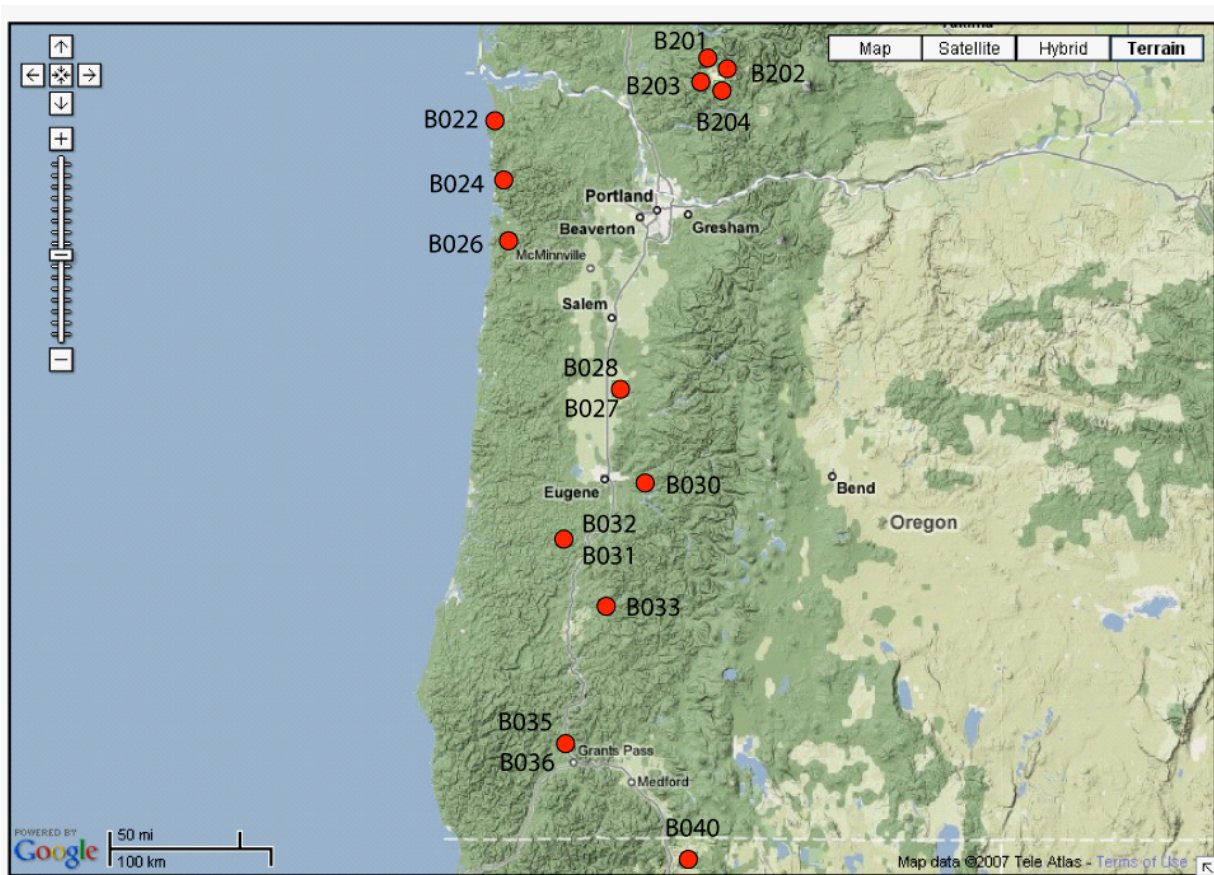 Yakima
Map
Satellite
Hybrid
Terrain
B201
B202
B203
B204
B022
B024
Portland
Beaverton
Gresham
B026
McMinnville
Salem
B028
B027
Eugene
B030
Bend
Oregon
B032
B031
B033
B035
Grants Pass
B036
Medford
B040
POWERED BY
Google
50 mi
100 km
Map data ©2007 Tele Atlas - Terms of Use